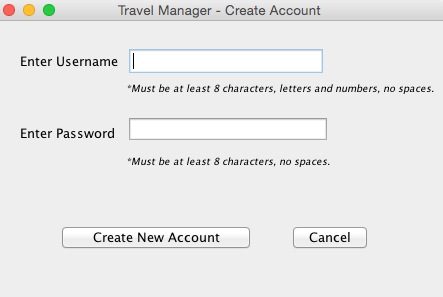 Travel Manager - Create Account
Enter Username
*Must be at least 8 characters, letters and numbers, no spaces.
Enter Password
*Must be at least 8 characters, no spaces.
Create New Account
Cancel